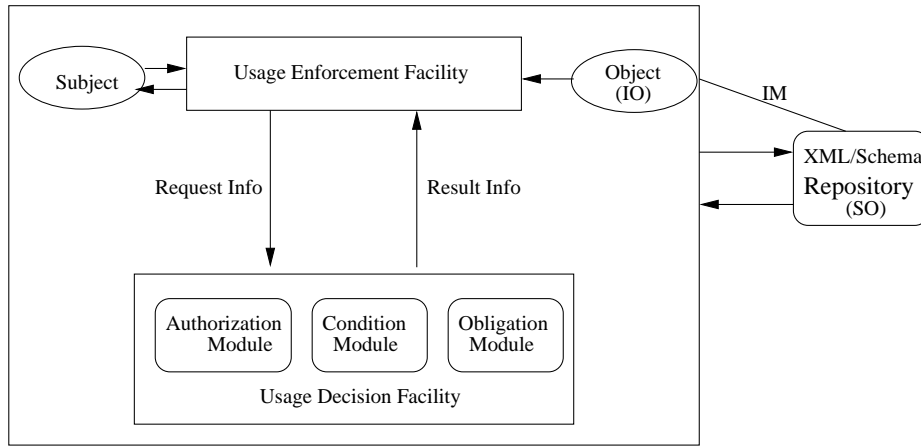 Subject
Usage Enforcement Facility
Object
(IO)
IM
XML/Schema
Repository
(SO)
Request Info
Result Info
Authorization
Module
Condition
Module
Obligation
Module
Usage Decision Facility